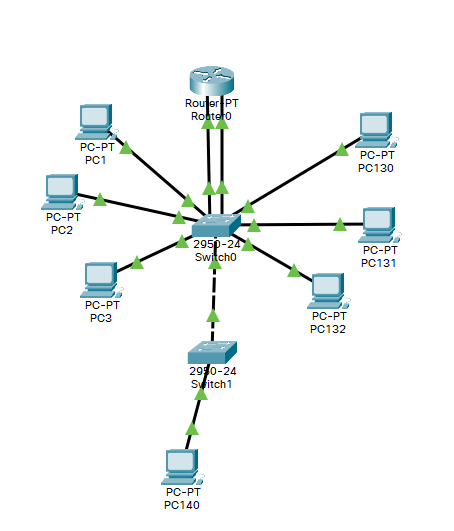 Router-PT
Router0
PC-PT
PC1
PC-PT
PC130
PC-PT
PC2
2950-24
Switch0
PC-PT
PC131
PC-PT
PC3
PC-PT
PC132
2950-24
Switch1
PC-PT
PC140